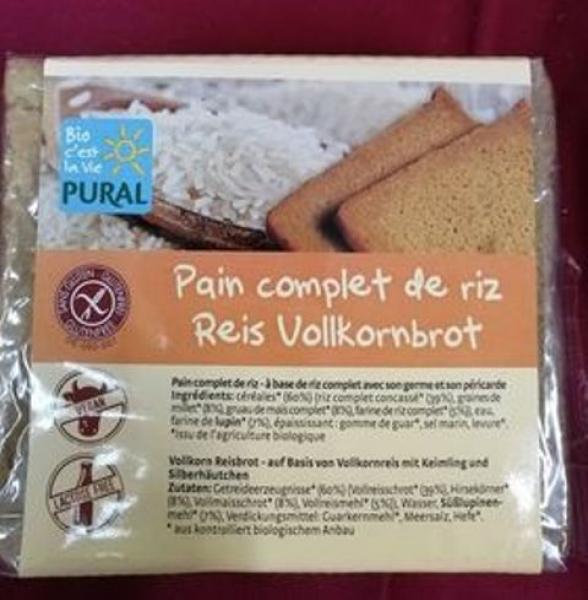 Bio
c'est
la vie
PURAL
Pain complet de riz
Reis Vollkornbrot
SANS GLUTEN · GLUTENFREE
GLUTENFREI
VEGAN
LACTOSE FREE
Pain complet de riz - à base de riz complet avec son germe et son péricarde
Ingrédients: céréales* (60%) (riz complet concassé* (39%), graines de
millet* (8%), gruau de mais complet* (8%), farine de riz complet* (5%)), eau,
farine de lupin* (7%), épaississant : gomme de guar*, sel marin, levure*.
*Issu de l'agriculture biologique
Vollkorn Reisbrot - auf Basis von Vollkornreis mit Keimling und
Silberhäutchen
Zutaten: Getreideerzeugnisse* (60%) (Vollreisschrot* (39%), Hirsekörner*
(8%), Vollmaisschrot* (8%), Vollreismehl* (5%)), Wasser, Süßlupinen-
mehl* (7%), Verdickungsmittel: Guarkernmehl*, Meersalz, Hefe*.
* aus kontrolliert biologischem Anbau